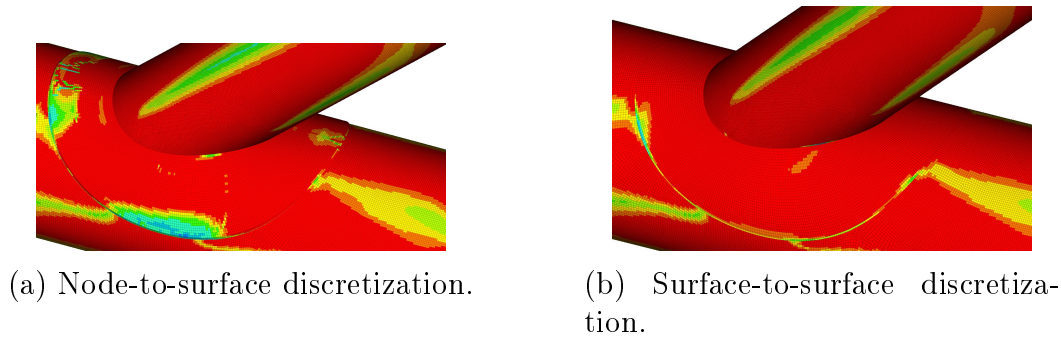 (a) Node-to-surface discretization.
(b) Surface-to-surface discretiza-
tion.